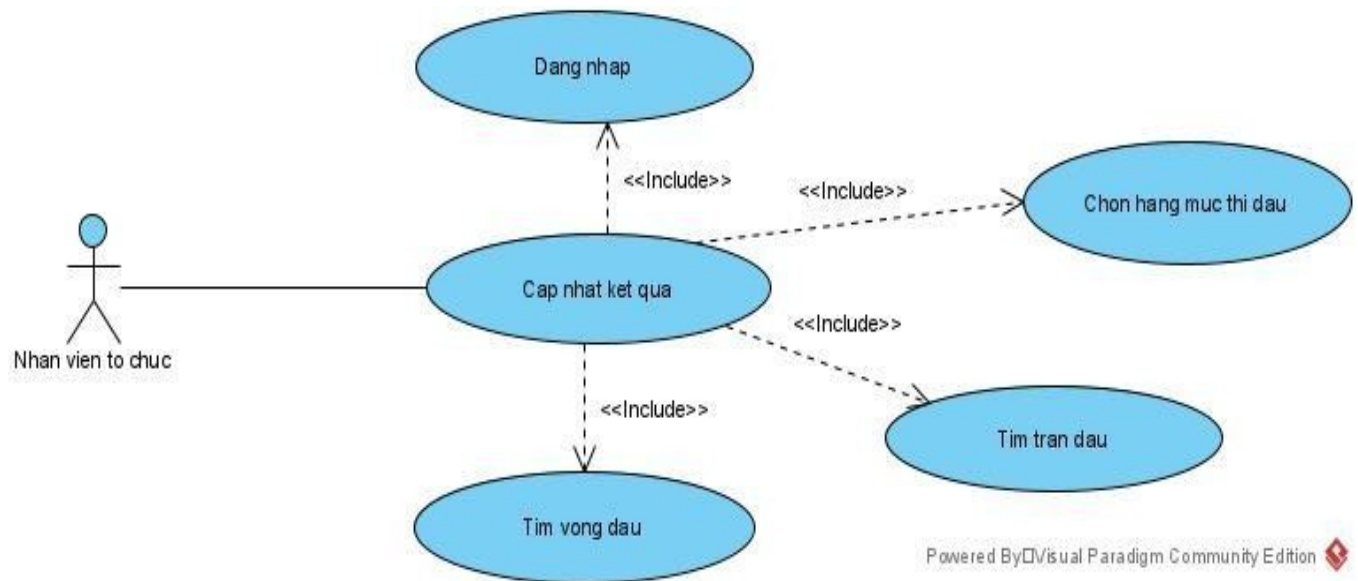 Dang nhap
<<Include>>
<<Include>>
Chon hang muc thi dau
Cap nhat ket qua
<<Include>>
Nhan vien to chuc
<<Include>>
Tim tran dau
Tim vong dau
Powered By□Visual Paradigm Community Edition